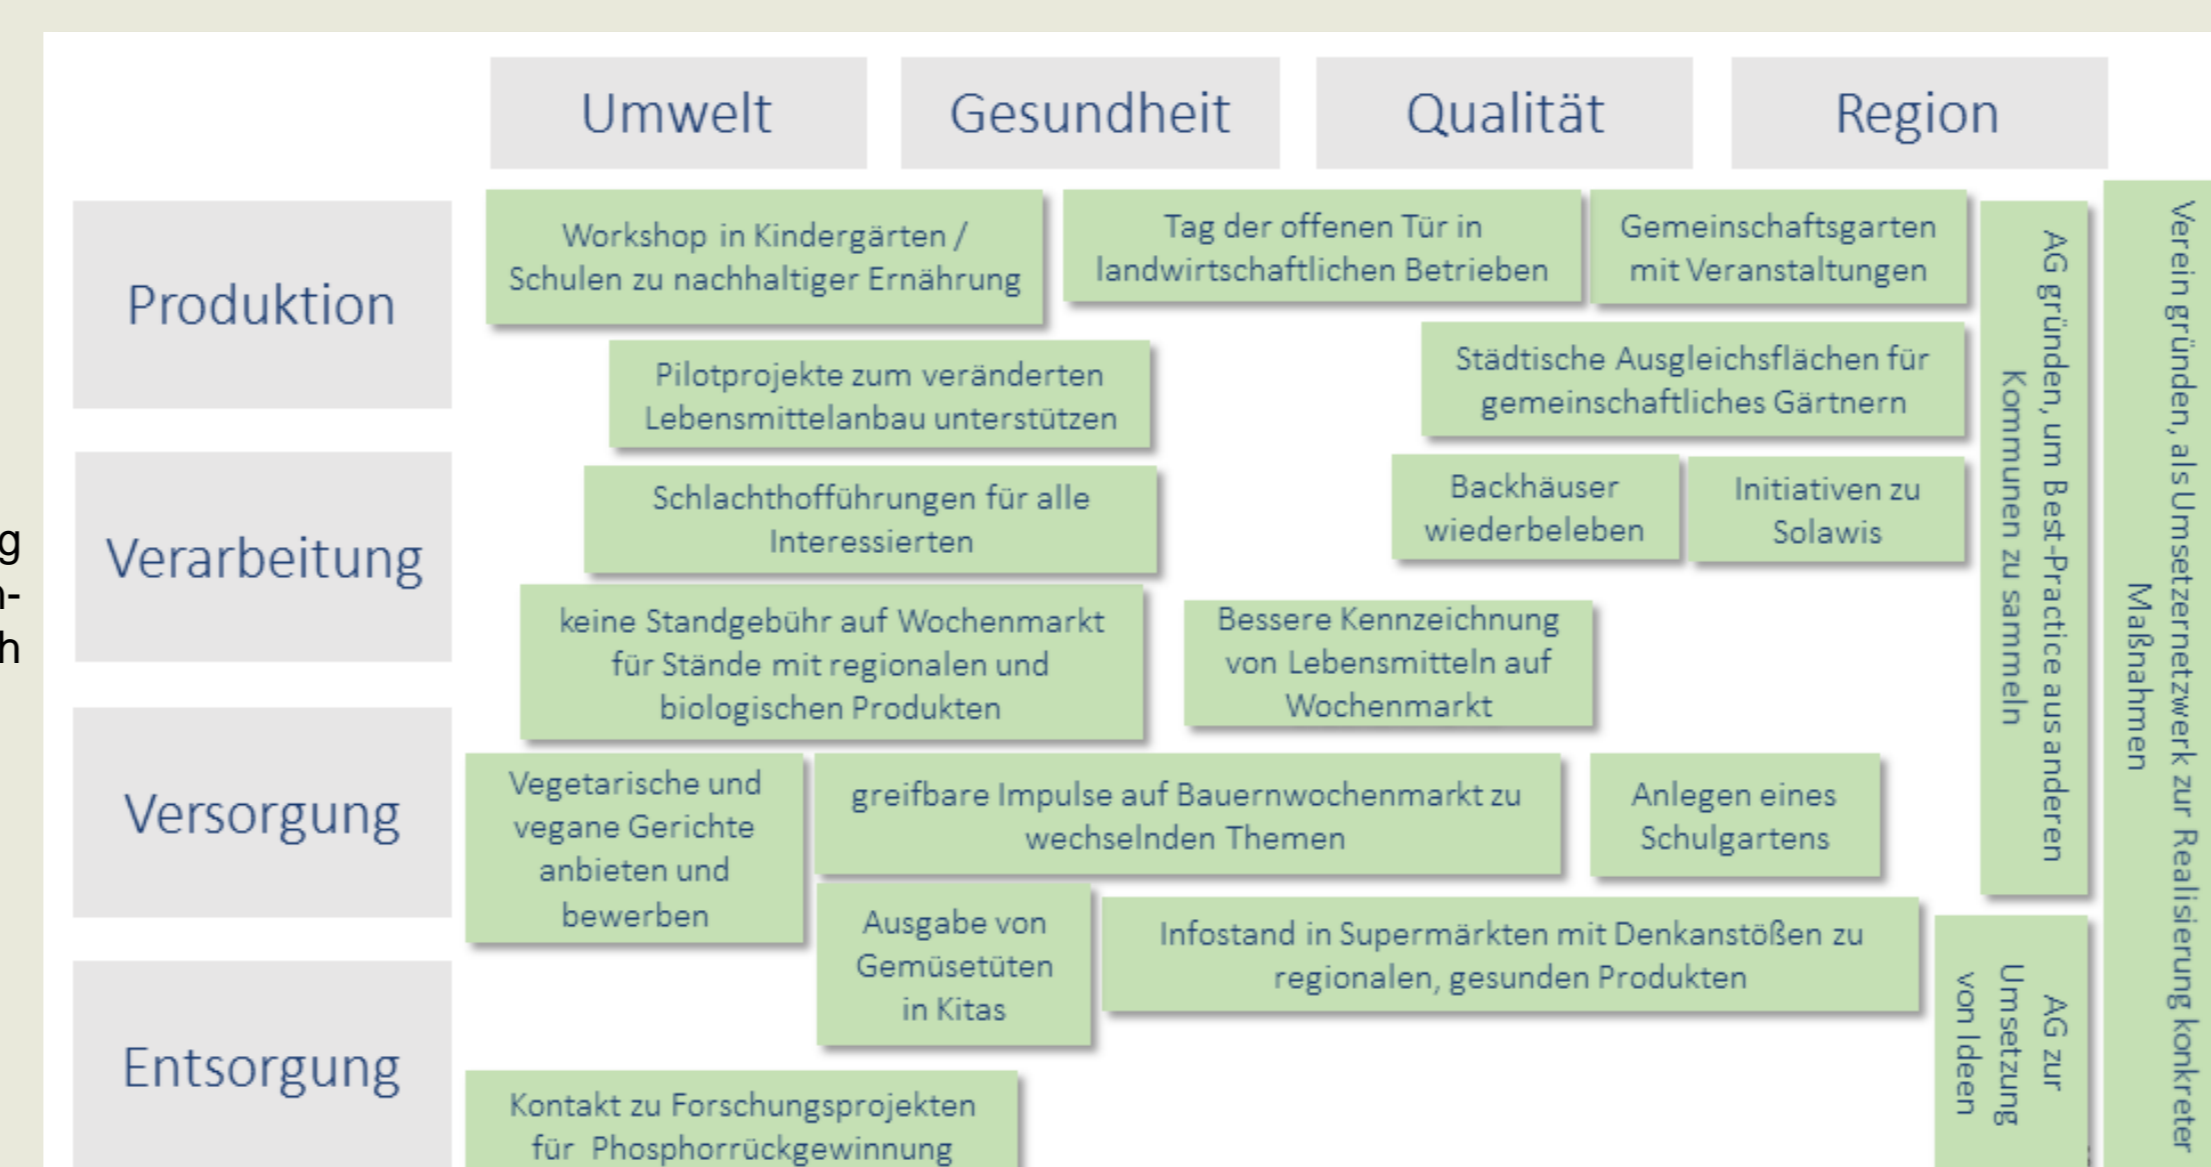 Umwelt
Gesundheit
Qualität
Region
Produktion
Workshop in Kindergärten /
Schulen zu nachhaltiger Ernährung
Tag der offenen Tür in
landwirtschaftlichen Betrieben
Gemeinschaftsgarten
mit Veranstaltungen
Pilotprojekte zum veränderten
Lebensmittelanbau unterstützen
Städtische Ausgleichsflächen für
gemeinschaftliches Gärtnern
Verarbeitung
Schlachthofführungen für alle
Interessierten
Backhäuser
wiederbeleben
Initiativen zu
Solawis
keine Standgebühr auf Wochenmarkt
für Stände mit regionalen und
biologischen Produkten
Bessere Kennzeichnung
von Lebensmitteln auf
Wochenmarkt
Versorgung
Vegetarische und
vegane Gerichte
anbieten und
bewerben
greifbare Impulse auf Bauernwochenmarkt zu
wechselnden Themen
Anlegen eines
Schulgartens
Ausgabe von
Gemüsetüten
in Kitas
Infostand in Supermärkten mit Denkanstößen zu
regionalen, gesunden Produkten
Entsorgung
Kontakt zu Forschungsprojekten
für Phosphorrückgewinnung
AG gründen, um Best-Practice aus anderen
Kommunen zu sammeln
AG zur
Umsetzung
von Ideen
Verein gründen, als Umsetzernetzwerk zur Realisierung konkreter
Maßnahmen
g
n-
h